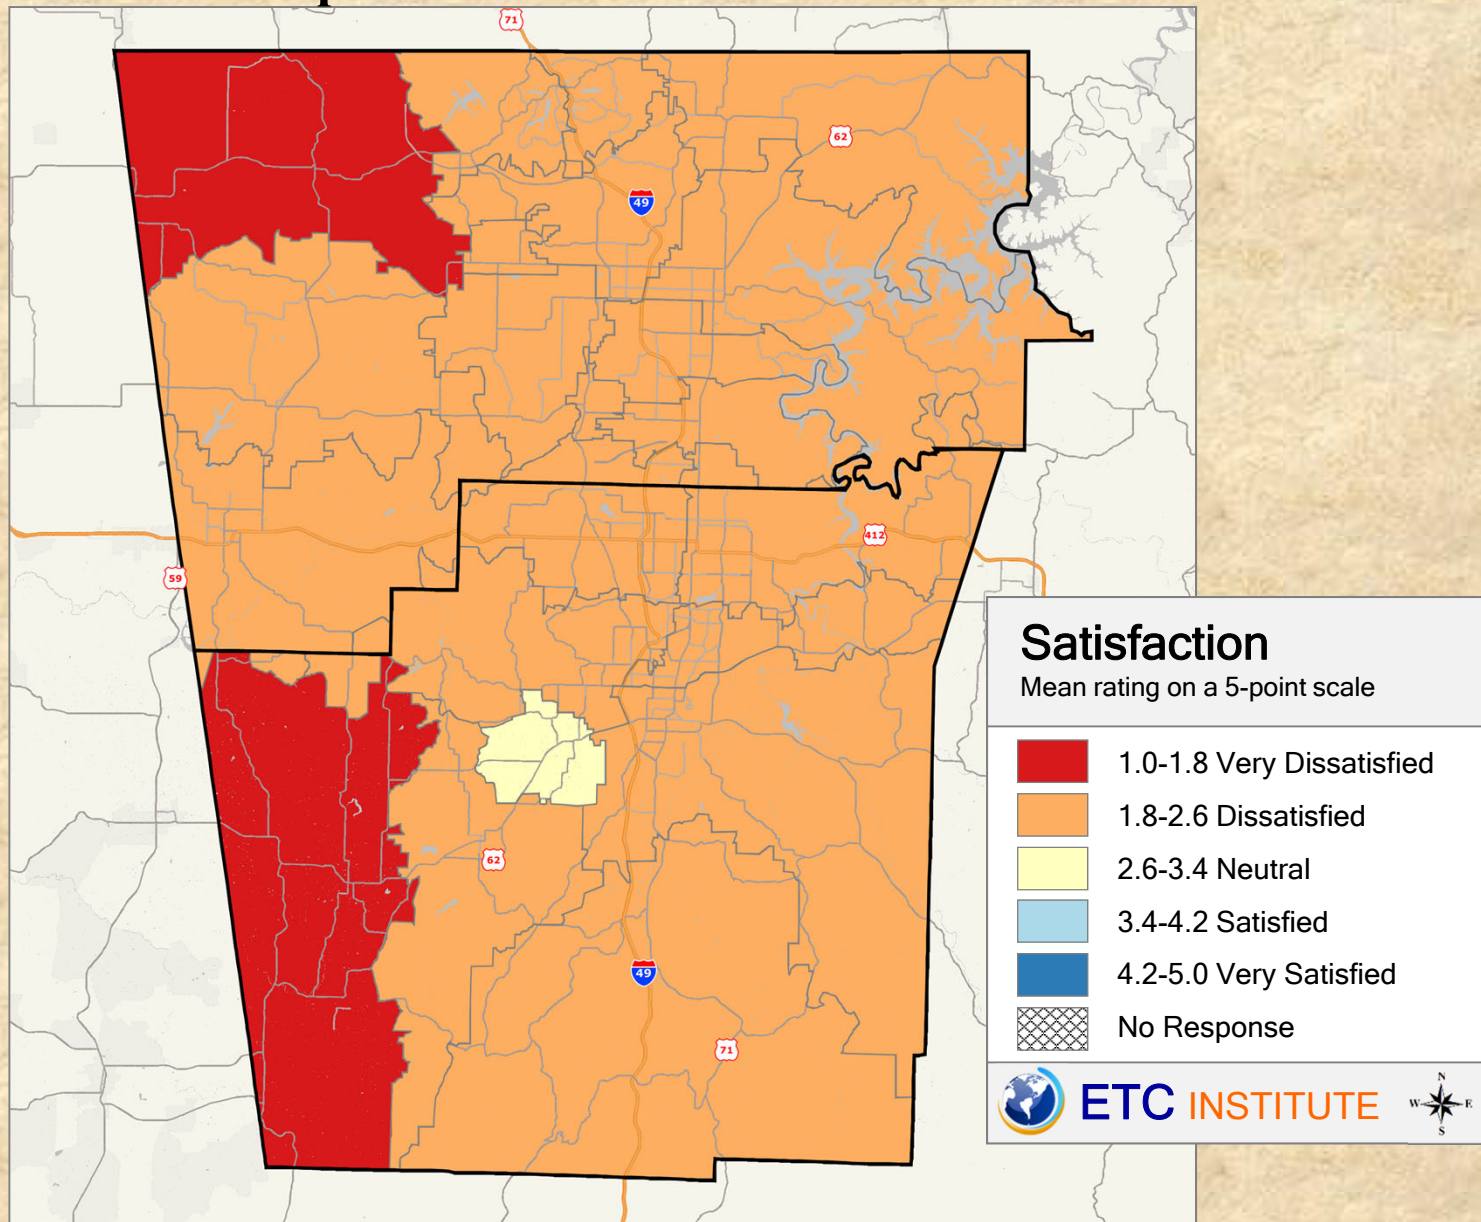 71
62
49
412
59
62
49
71
Satisfaction
Mean rating on a 5-point scale
1.0-1.8 Very Dissatisfied
1.8-2.6 Dissatisfied
2.6-3.4 Neutral
3.4-4.2 Satisfied
4.2-5.0 Very Satisfied
No Response
ETC INSTITUTE
N
W E
S